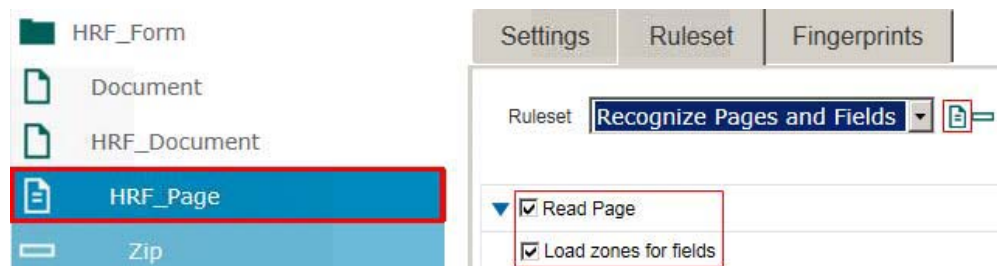 HRF_Form
Document
HRF_Document
HRF_Page
Zip
Settings Ruleset Fingerprints
Ruleset Recognize Pages and Fields
Read Page
Load zones for fields